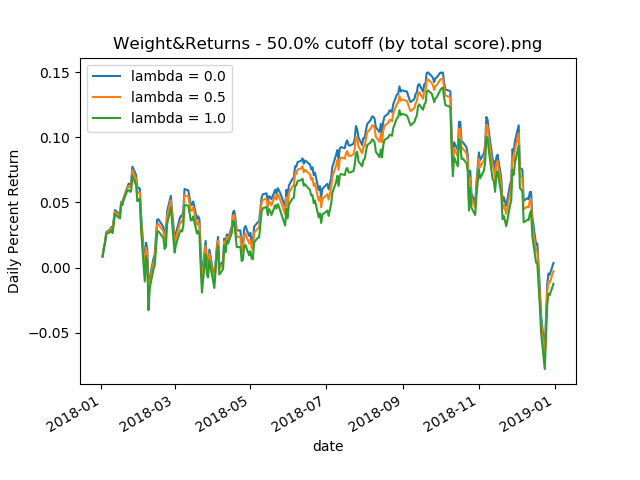 Weight&Returns - 50.0% cutoff (by total score).png
lambda = 0.0
lambda = 0.5
lambda = 1.0
Daily Percent Return
0.15
0.10
0.05
0.00
−0.05
2018-01
2018-03
2018-05
2018-07
2018-09
2018-11
2019-01
date